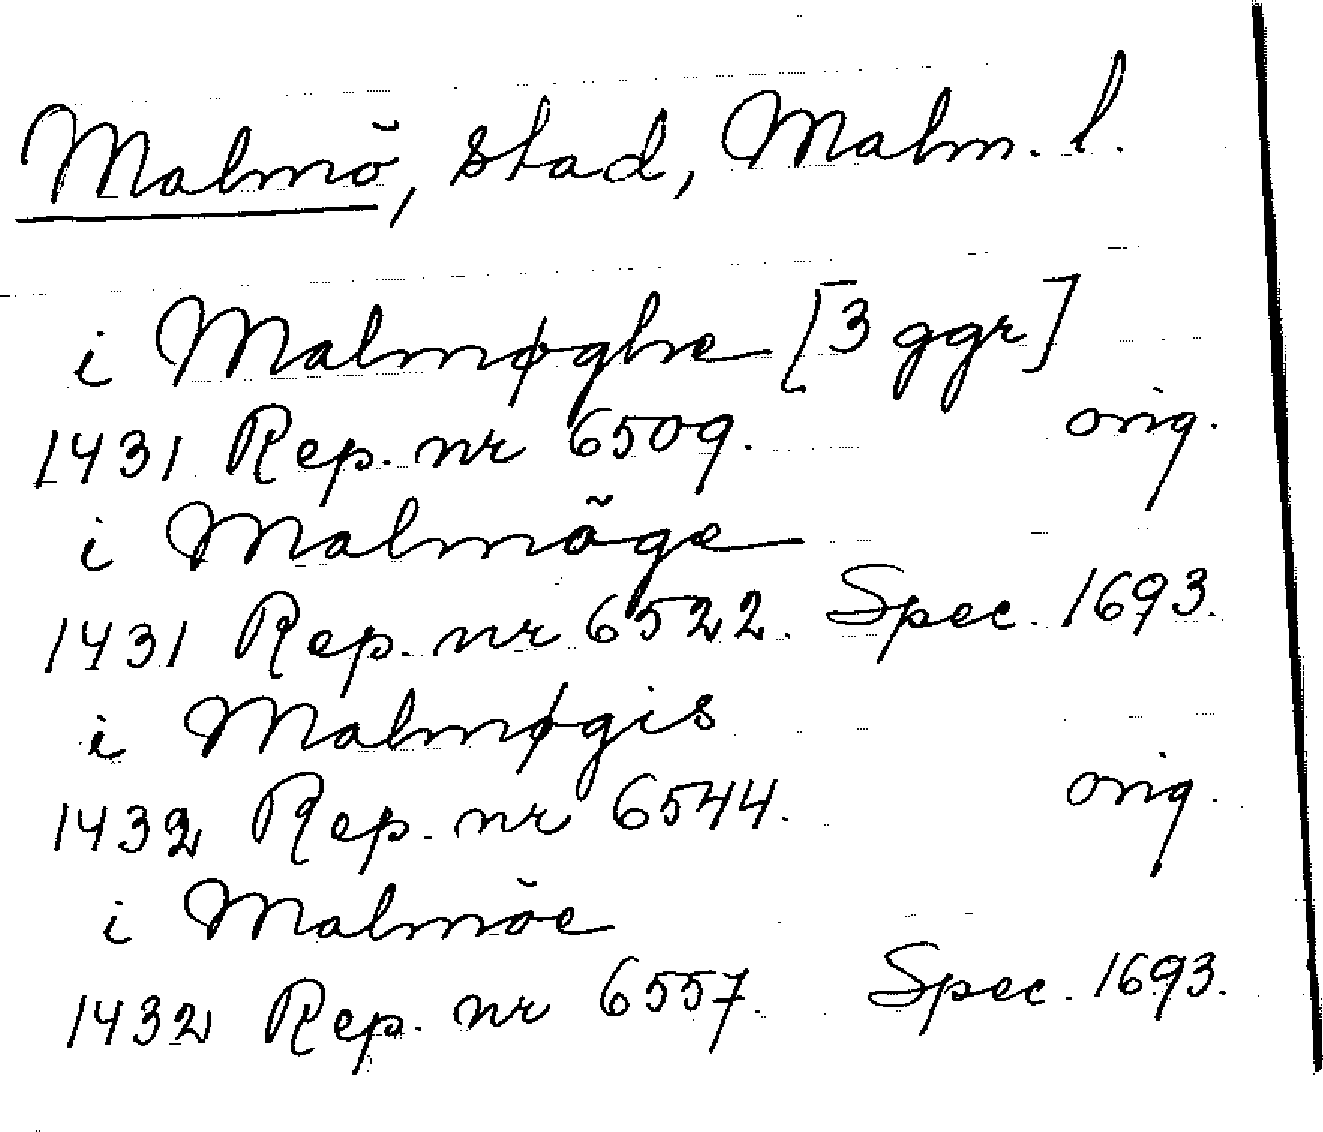 Malmö, stad, Malm. l.
i Malmøghe [3 ggr]
1431 Rep. nr 6509. orig.
i Malmöge
1431 Rep. nr 6522. Spec. 1693.
i Malmøgis
1432 Rep. nr 6544. orig.
i Malmöe
1432 Rep. nr 6557. Spec. 1693.